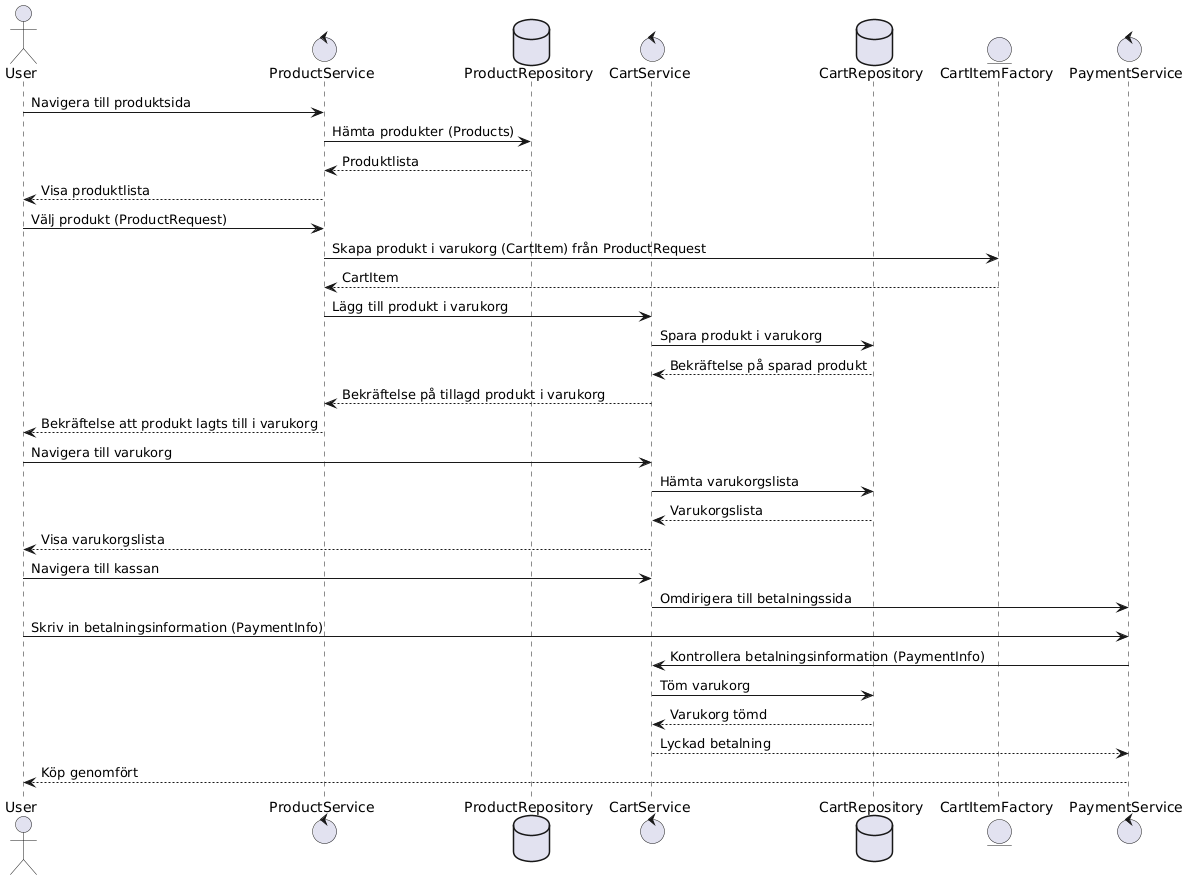 User
ProductService
ProductRepository
CartService
CartRepository
CartItemFactory
PaymentService
Navigera till produktsida
Hämta produkter (Products)
Produktlista
Visa produktlista
Välj produkt (ProductRequest)
Skapa produkt i varukorg (CartItem) från ProductRequest
CartItem
Lägg till produkt i varukorg
Spara produkt i varukorg
Bekräftelse på sparad produkt
Bekräftelse på tillagd produkt i varukorg
Bekräftelse att produkt lagts till i varukorg
Navigera till varukorg
Hämta varukorgslista
Varukorgslista
Visa varukorgslista
Navigera till kassan
Omdirigera till betalningssida
Skriv in betalningsinformation (PaymentInfo)
Kontrollera betalningsinformation (PaymentInfo)
Töm varukorg
Varukorg tömd
Lyckad betalning
Köp genomfört
User
ProductService
ProductRepository
CartService
CartRepository
CartItemFactory
PaymentService